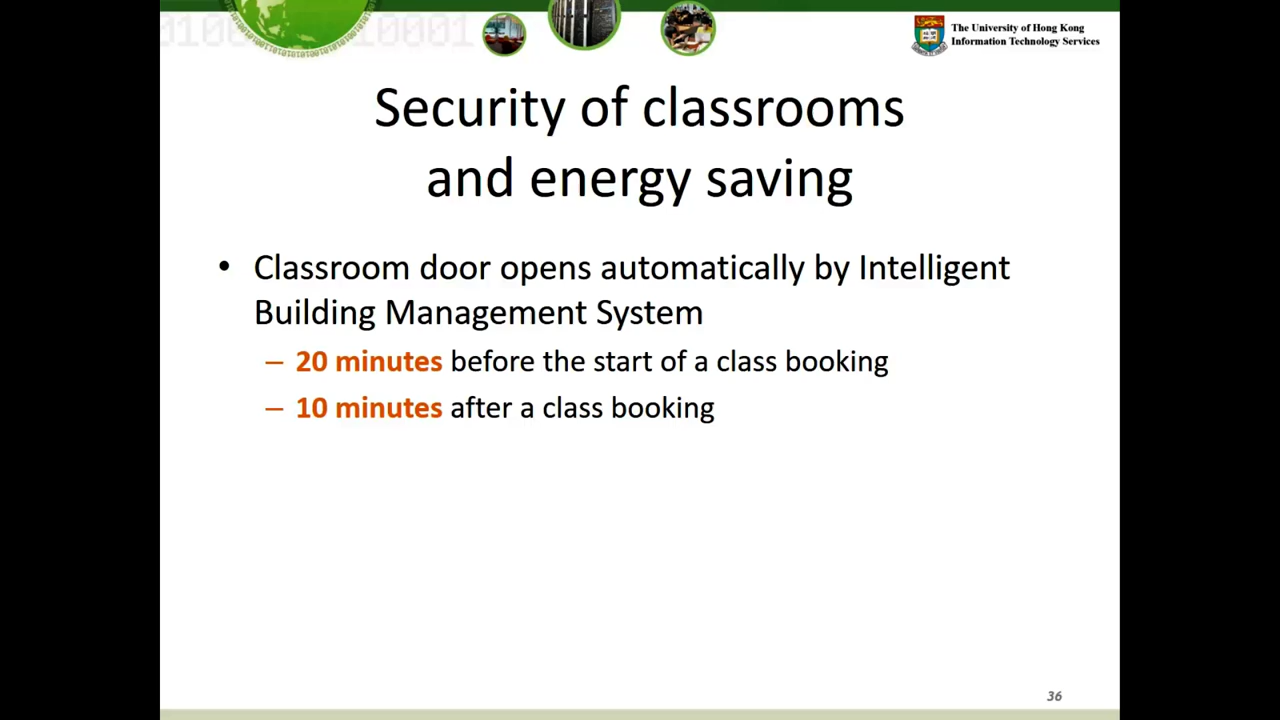 The University of Hong Kong
Information Technology Services
Security of classrooms
and energy saving
• Classroom door opens automatically by Intelligent
Building Management System
– 20 minutes before the start of a class booking
– 10 minutes after a class booking
36